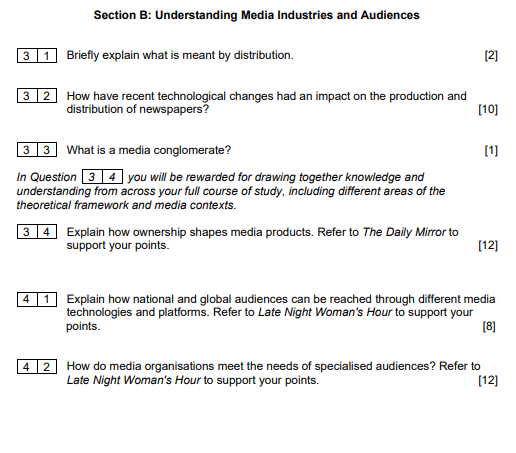 Section B: Understanding Media Industries and Audiences
3 1 Briefly explain what is meant by distribution. [2]
3 2 How have recent technological changes had an impact on the production and
distribution of newspapers? [10]
3 3 What is a media conglomerate? [1]
In Question 3 4 you will be rewarded for drawing together knowledge and
understanding from across your full course of study, including different areas of the
theoretical framework and media contexts.
3 4 Explain how ownership shapes media products. Refer to The Daily Mirror to
support your points. [12]
4 1 Explain how national and global audiences can be reached through different media
technologies and platforms. Refer to Late Night Woman's Hour to support your
points. [8]
4 2 How do media organisations meet the needs of specialised audiences? Refer to
Late Night Woman's Hour to support your points. [12]